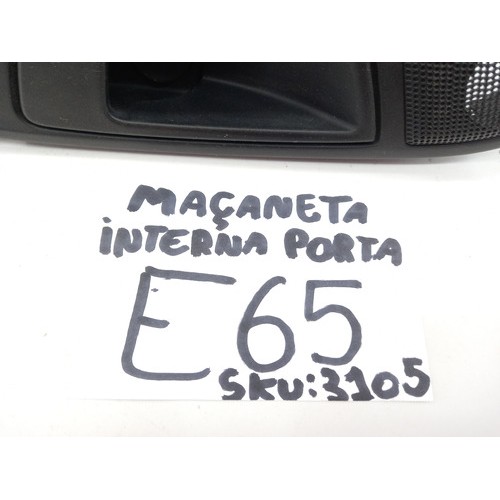 MAÇANETA
iNTERNA PORTA
E65
SKU:3105